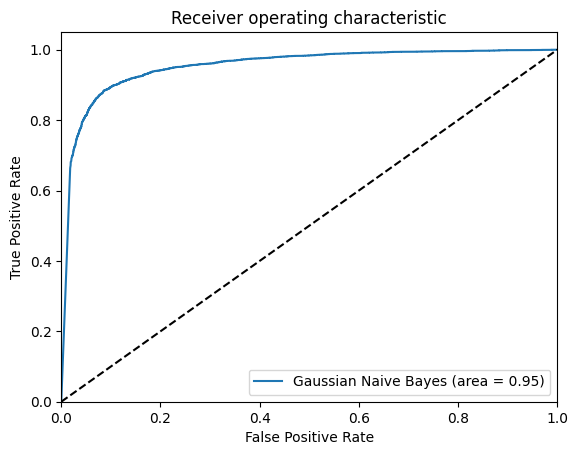 Receiver operating characteristic
True Positive Rate
1.0
0.8
0.6
0.4
0.2
0.0
Gaussian Naive Bayes (area = 0.95)
0.0 0.2 0.4 0.6 0.8 1.0
False Positive Rate